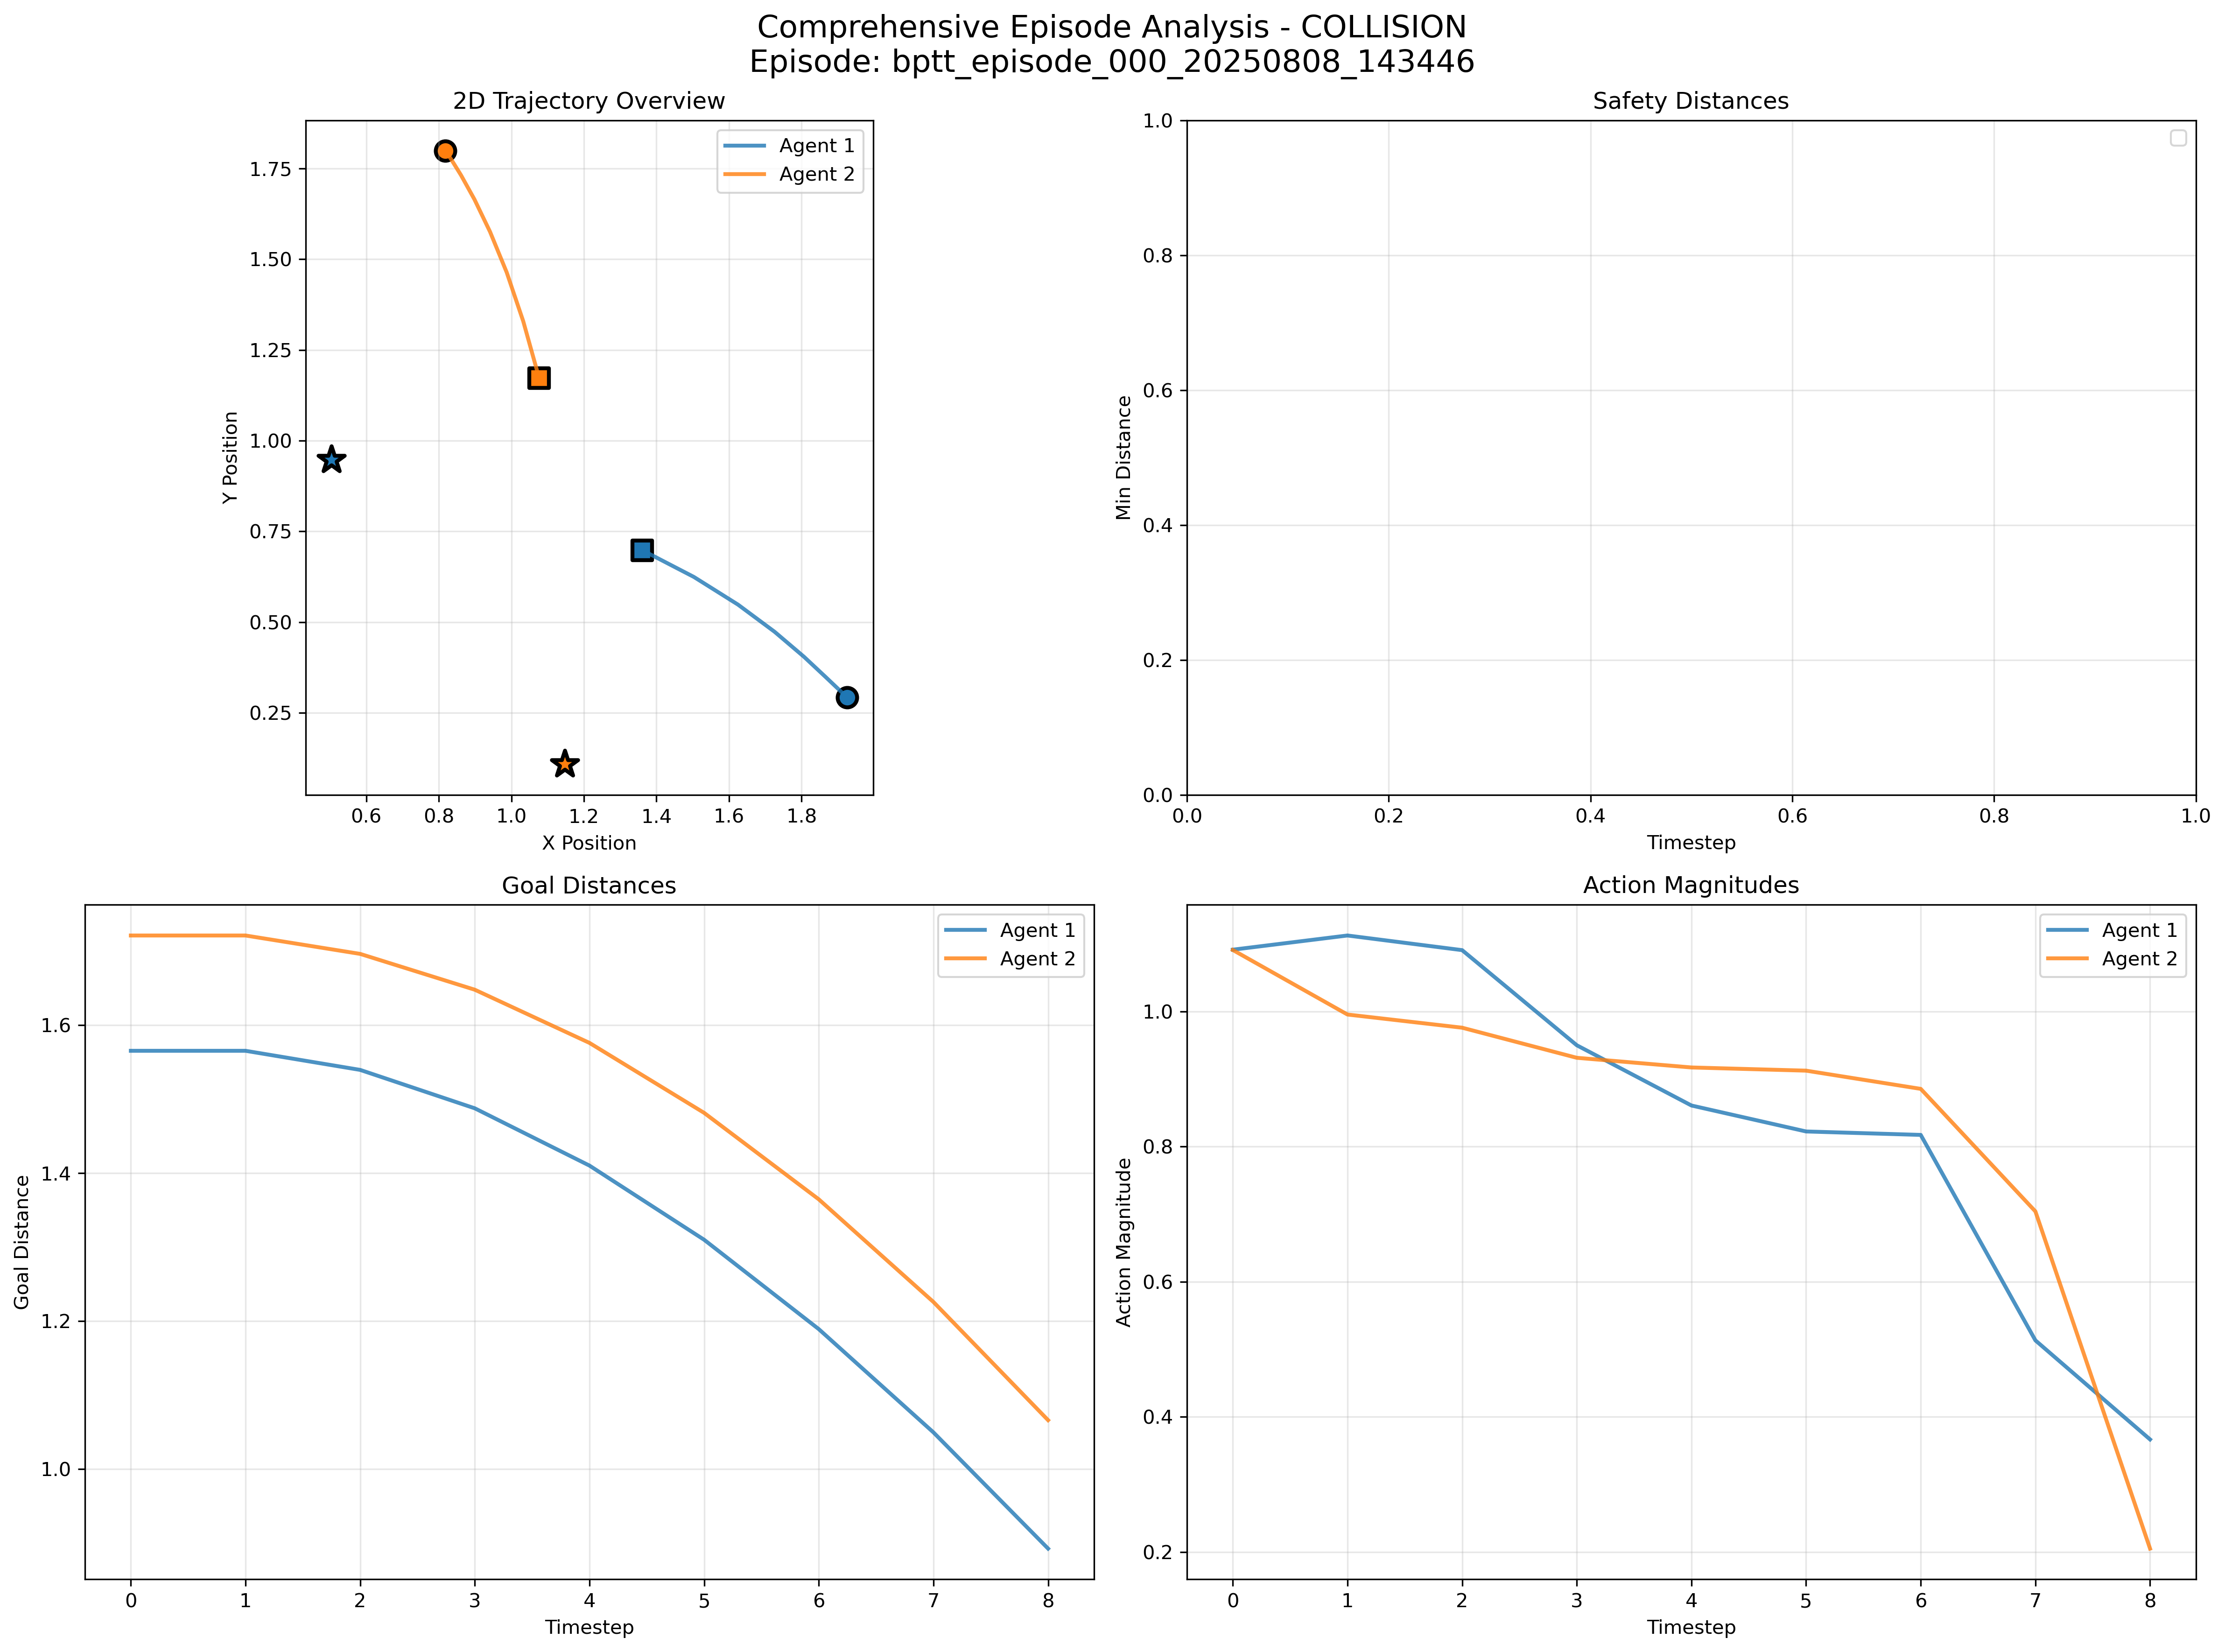 Comprehensive Episode Analysis - COLLISION
Episode: bptt_episode_000_20250808_143446
2D Trajectory Overview
Agent 1
Agent 2
1.75
1.50
1.25
1.00
0.75
0.50
0.25
Y Position
0.6 0.8 1.0 1.2 1.4 1.6 1.8
X Position
Safety Distances
1.0
0.8
0.6
0.4
0.2
0.0
Min Distance
0.0 0.2 0.4 0.6 0.8 1.0
Timestep
Goal Distances
Agent 1
Agent 2
1.6
1.4
1.2
1.0
Goal Distance
0 1 2 3 4 5 6 7 8
Timestep
Action Magnitudes
Agent 1
Agent 2
1.0
0.8
0.6
0.4
0.2
Action Magnitude
0 1 2 3 4 5 6 7 8
Timestep